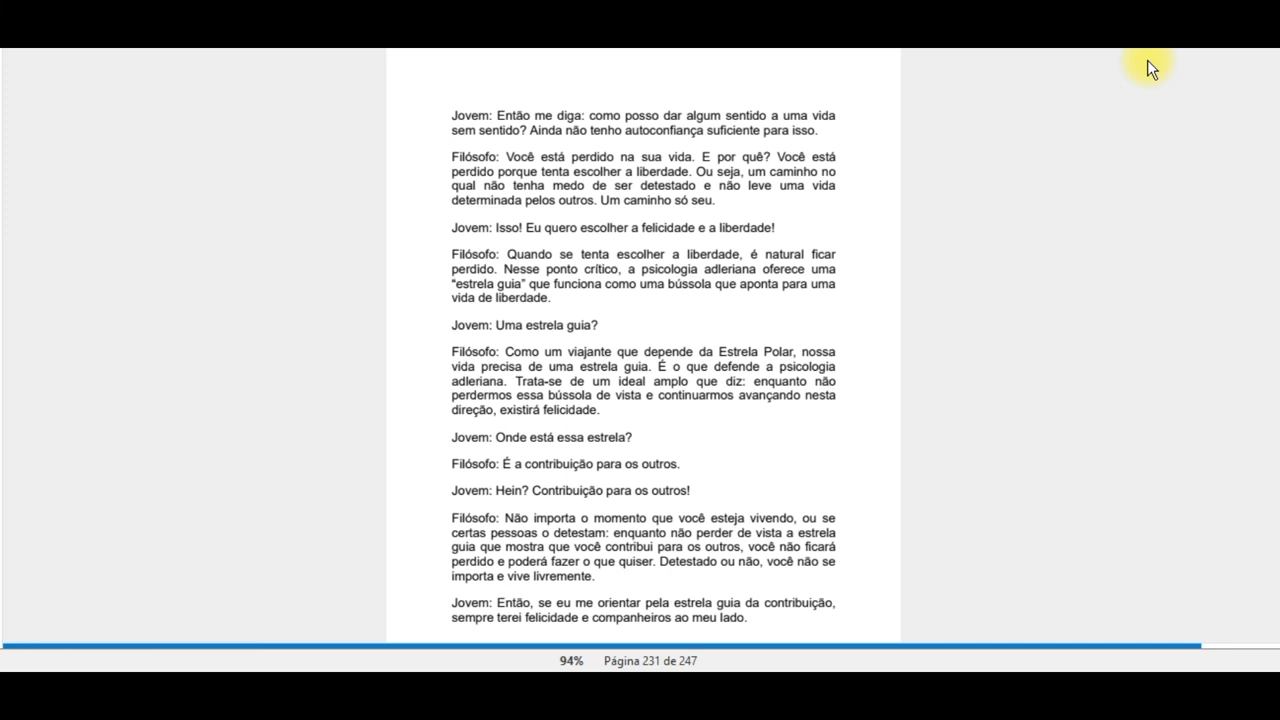 Jovem: Então me diga: como posso dar algum sentido a uma vida
sem sentido? Ainda não tenho autoconfiança suficiente para isso.
Filósofo: Você está perdido na sua vida. E por quê? Você está
perdido porque tenta escolher a liberdade. Ou seja, um caminho no
qual não tenha medo de ser detestado e não leve uma vida
determinada pelos outros. Um caminho só seu.
Jovem: Isso! Eu quero escolher a felicidade e a liberdade!
Filósofo: Quando se tenta escolher a liberdade, é natural ficar
perdido. Nesse ponto crítico, a psicologia adleriana oferece uma
“estrela guia” que funciona como uma bússola que aponta para uma
vida de liberdade.
Jovem: Uma estrela guia?
Filósofo: Como um viajante que depende da Estrela Polar, nossa
vida precisa de uma estrela guia. É o que defende a psicologia
adleriana. Trata-se de um ideal amplo que diz: enquanto não
perdermos essa bússola de vista e continuarmos avançando nesta
direção, existirá felicidade.
Jovem: Onde está essa estrela?
Filósofo: É a contribuição para os outros.
Jovem: Hein? Contribuição para os outros!
Filósofo: Não importa o momento que você esteja vivendo, ou se
certas pessoas o detestam: enquanto não perder de vista a estrela
guia que mostra que você contribui para os outros, você não ficará
perdido e poderá fazer o que quiser. Detestado ou não, você não se
importa e vive livremente.
Jovem: Então, se eu me orientar pela estrela guia da contribuição,
sempre terei felicidade e companheiros ao meu lado.
94% Página 231 de 247